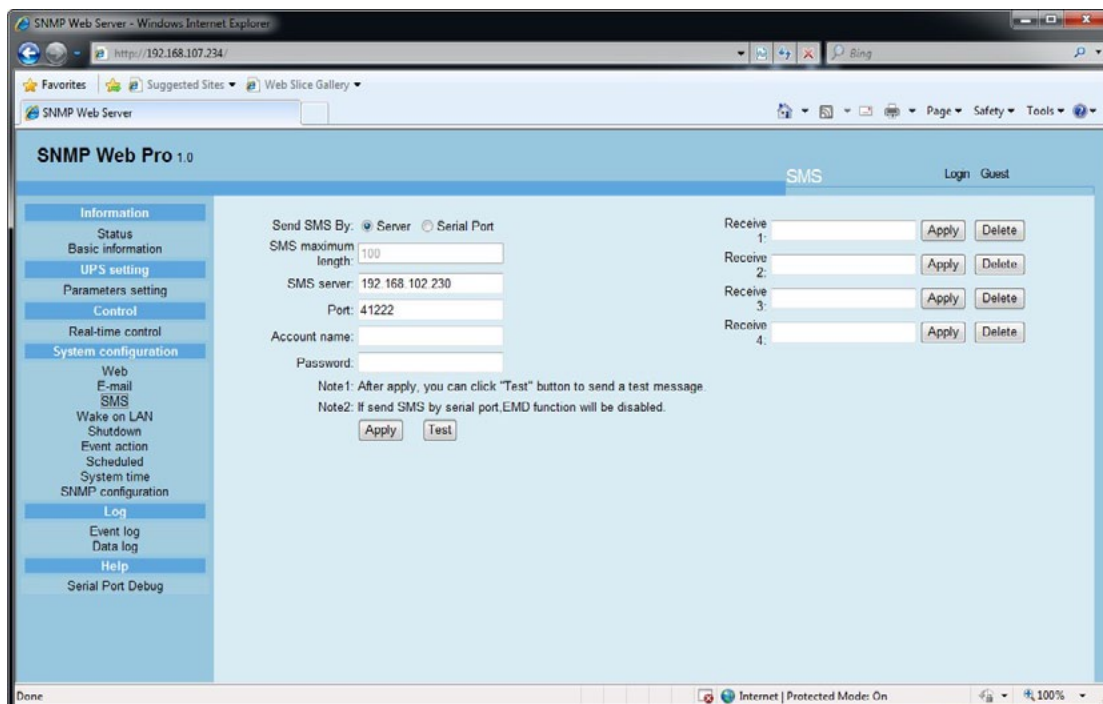 SNMP Web Server - Windows Internet Explorer
http://192.168.107.234/
Bing
Favorites Suggested Sites Web Slice Gallery
SNMP Web Server
Page Safety Tools
SNMP Web Pro 1.0
SMS
Login Guest
Information
Status
Basic information
UPS setting
Parameters setting
Control
Real-time control
System configuration
Web
E-mail
SMS
Wake on LAN
Shutdown
Event action
Scheduled
System time
SNMP configuration
Log
Event log
Data log
Help
Serial Port Debug
Send SMS By: Server Serial Port
SMS maximum
length: 100
SMS server: 192.168.102.230
Port: 41222
Account name:
Password:
Note1: After apply, you can click "Test" button to send a test message.
Note2: If send SMS by serial port,EMD function will be disabled.
Apply Test
Receive
1: Apply Delete
Receive
2: Apply Delete
Receive
3: Apply Delete
Receive
4: Apply Delete
Done
Internet | Protected Mode: On
100%